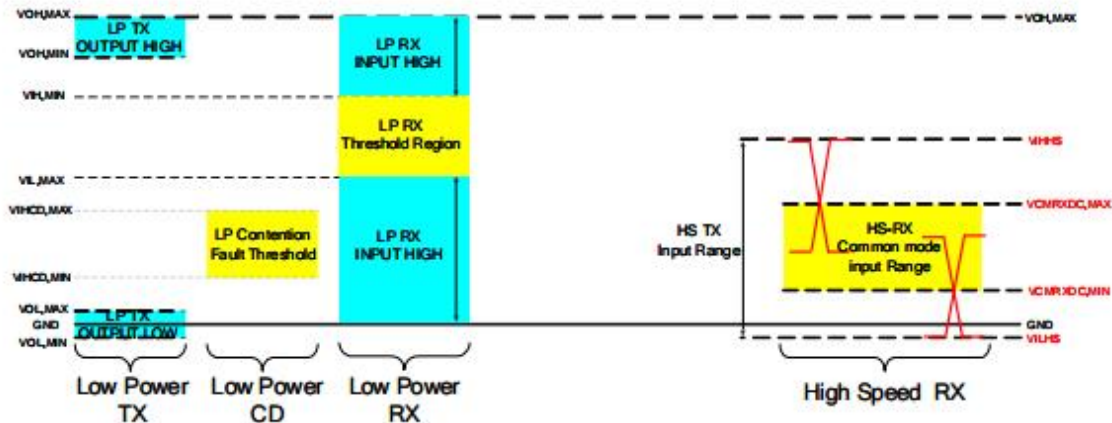 VOH,MAX
LP TX
OUTPUT HIGH
VOH,MIN
VIH,MIN
VIL,MAX
VIHCD,MAX
VIHCD,MIN
VOL,MAX
GND
VOL,MIN
LP TX
OUTPUT LOW
LP Contention
Fault Threshold
LP RX
INPUT HIGH
LP RX
Threshold Region
LP RX
INPUT HIGH
HS TX
Input Range
HS-RX
Common mode
input Range
VOH,MAX
VIHHS
VCMRXDC,MAX
VCMRXDC,MIN
GND
VILHS
Low Power
TX
Low Power
CD
Low Power
RX
High Speed RX